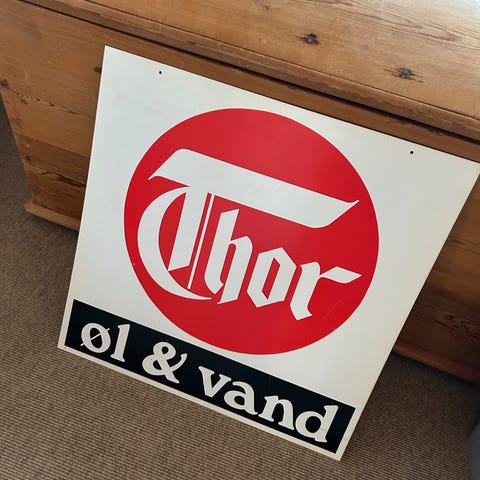 Thor
øl & vand